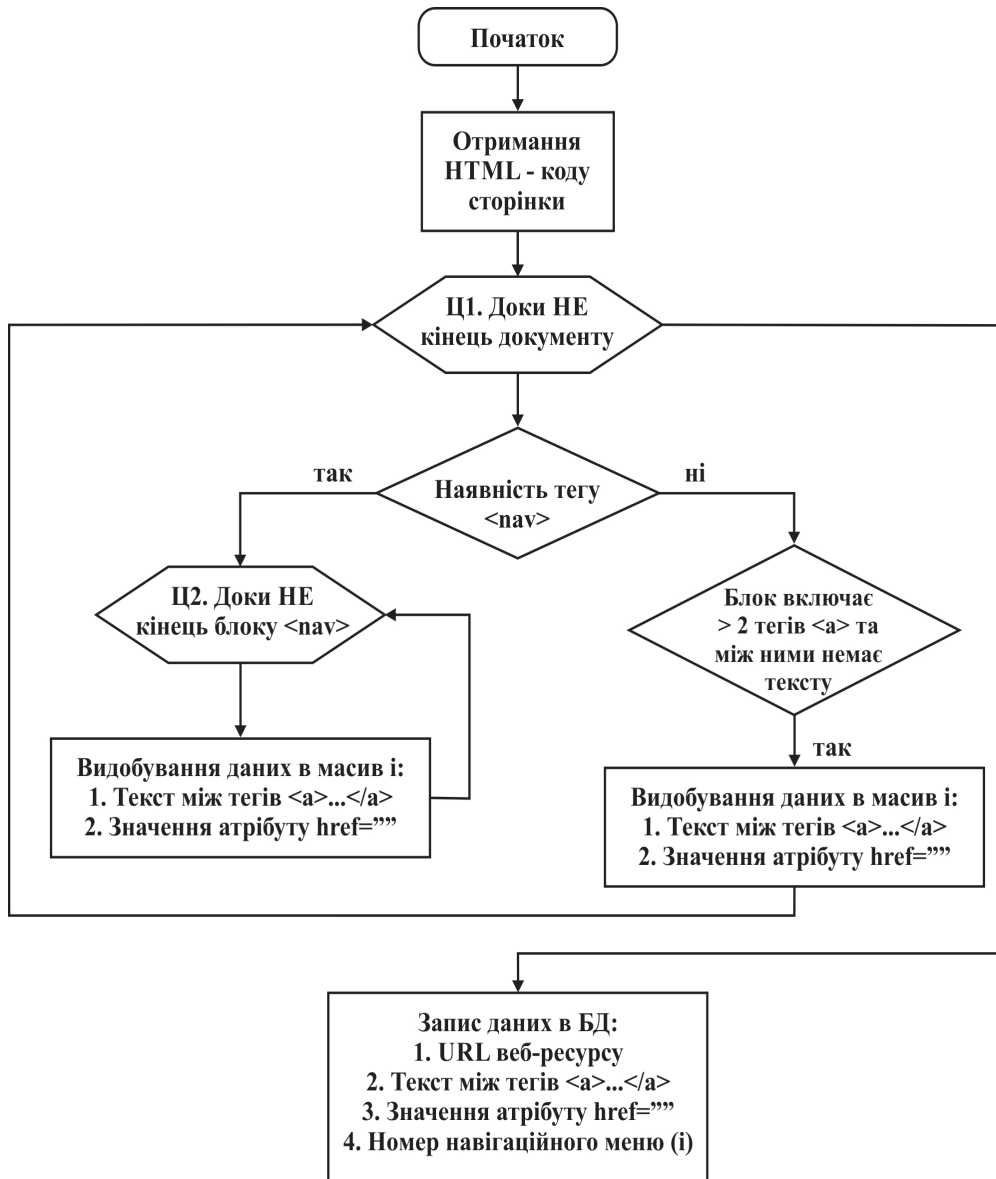 Початок
Отримання
HTML - коду
сторінки
Ц1. Доки НЕ
кінець документу
так
ні
Наявність тегу
<nav>
Ц2. Доки НЕ
кінець блоку <nav>
Блок включає
> 2 тегів <a> та
між ними немає
тексту
так
Видобування даних в масив і:
1. Текст між тегів <a>...</a>
2. Значення атрібуту href=””
Видобування даних в масив і:
1. Текст між тегів <a>...</a>
2. Значення атрібуту href=””
Запис даних в БД:
1. URL веб-ресурсу
2. Текст між тегів <a>...</a>
3. Значення атрібуту href=””
4. Номер навігаційного меню (і)